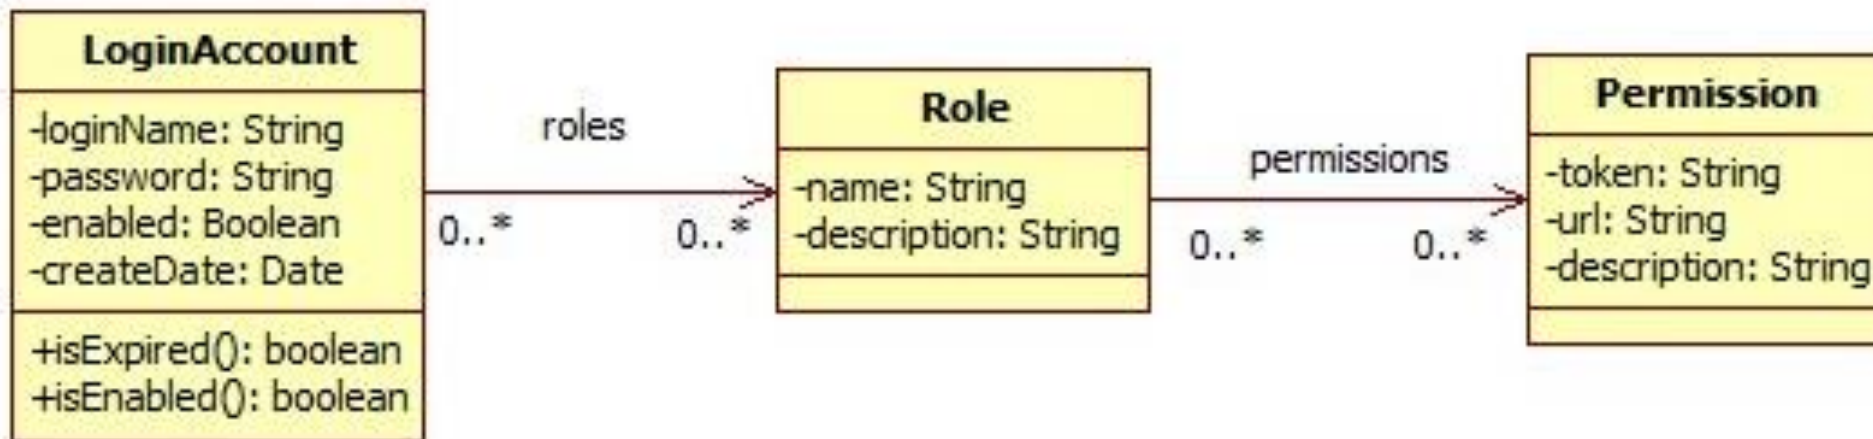 LoginAccount
-loginName: String
-password: String
-enabled: Boolean
-createDate: Date
+isExpired(): boolean
+isEnabled(): boolean
roles
0..*
0..*
Role
-name: String
-description: String
permissions
0..*
0..*
Permission
-token: String
-url: String
-description: String